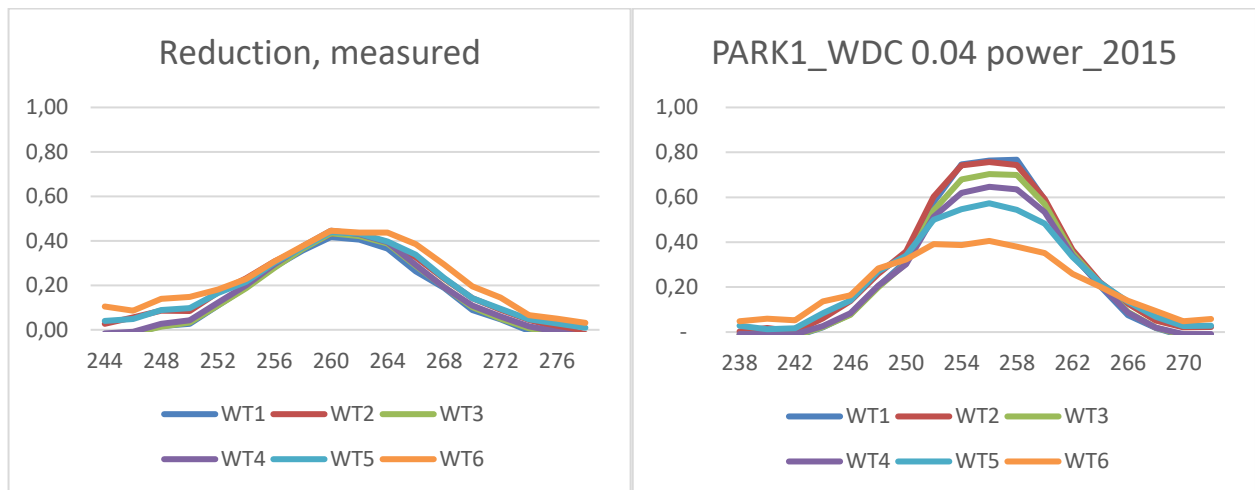 Reduction, measured
1,00
0,80
0,60
0,40
0,20
0,00
244 248 252 256 260 264 268 272 276
WT1 WT2 WT3
WT4 WT5 WT6
PARK1_WDC 0.04 power_2015
1,00
0,80
0,60
0,40
0,20
-
238 242 246 250 254 258 262 266 270
WT1 WT2 WT3
WT4 WT5 WT6